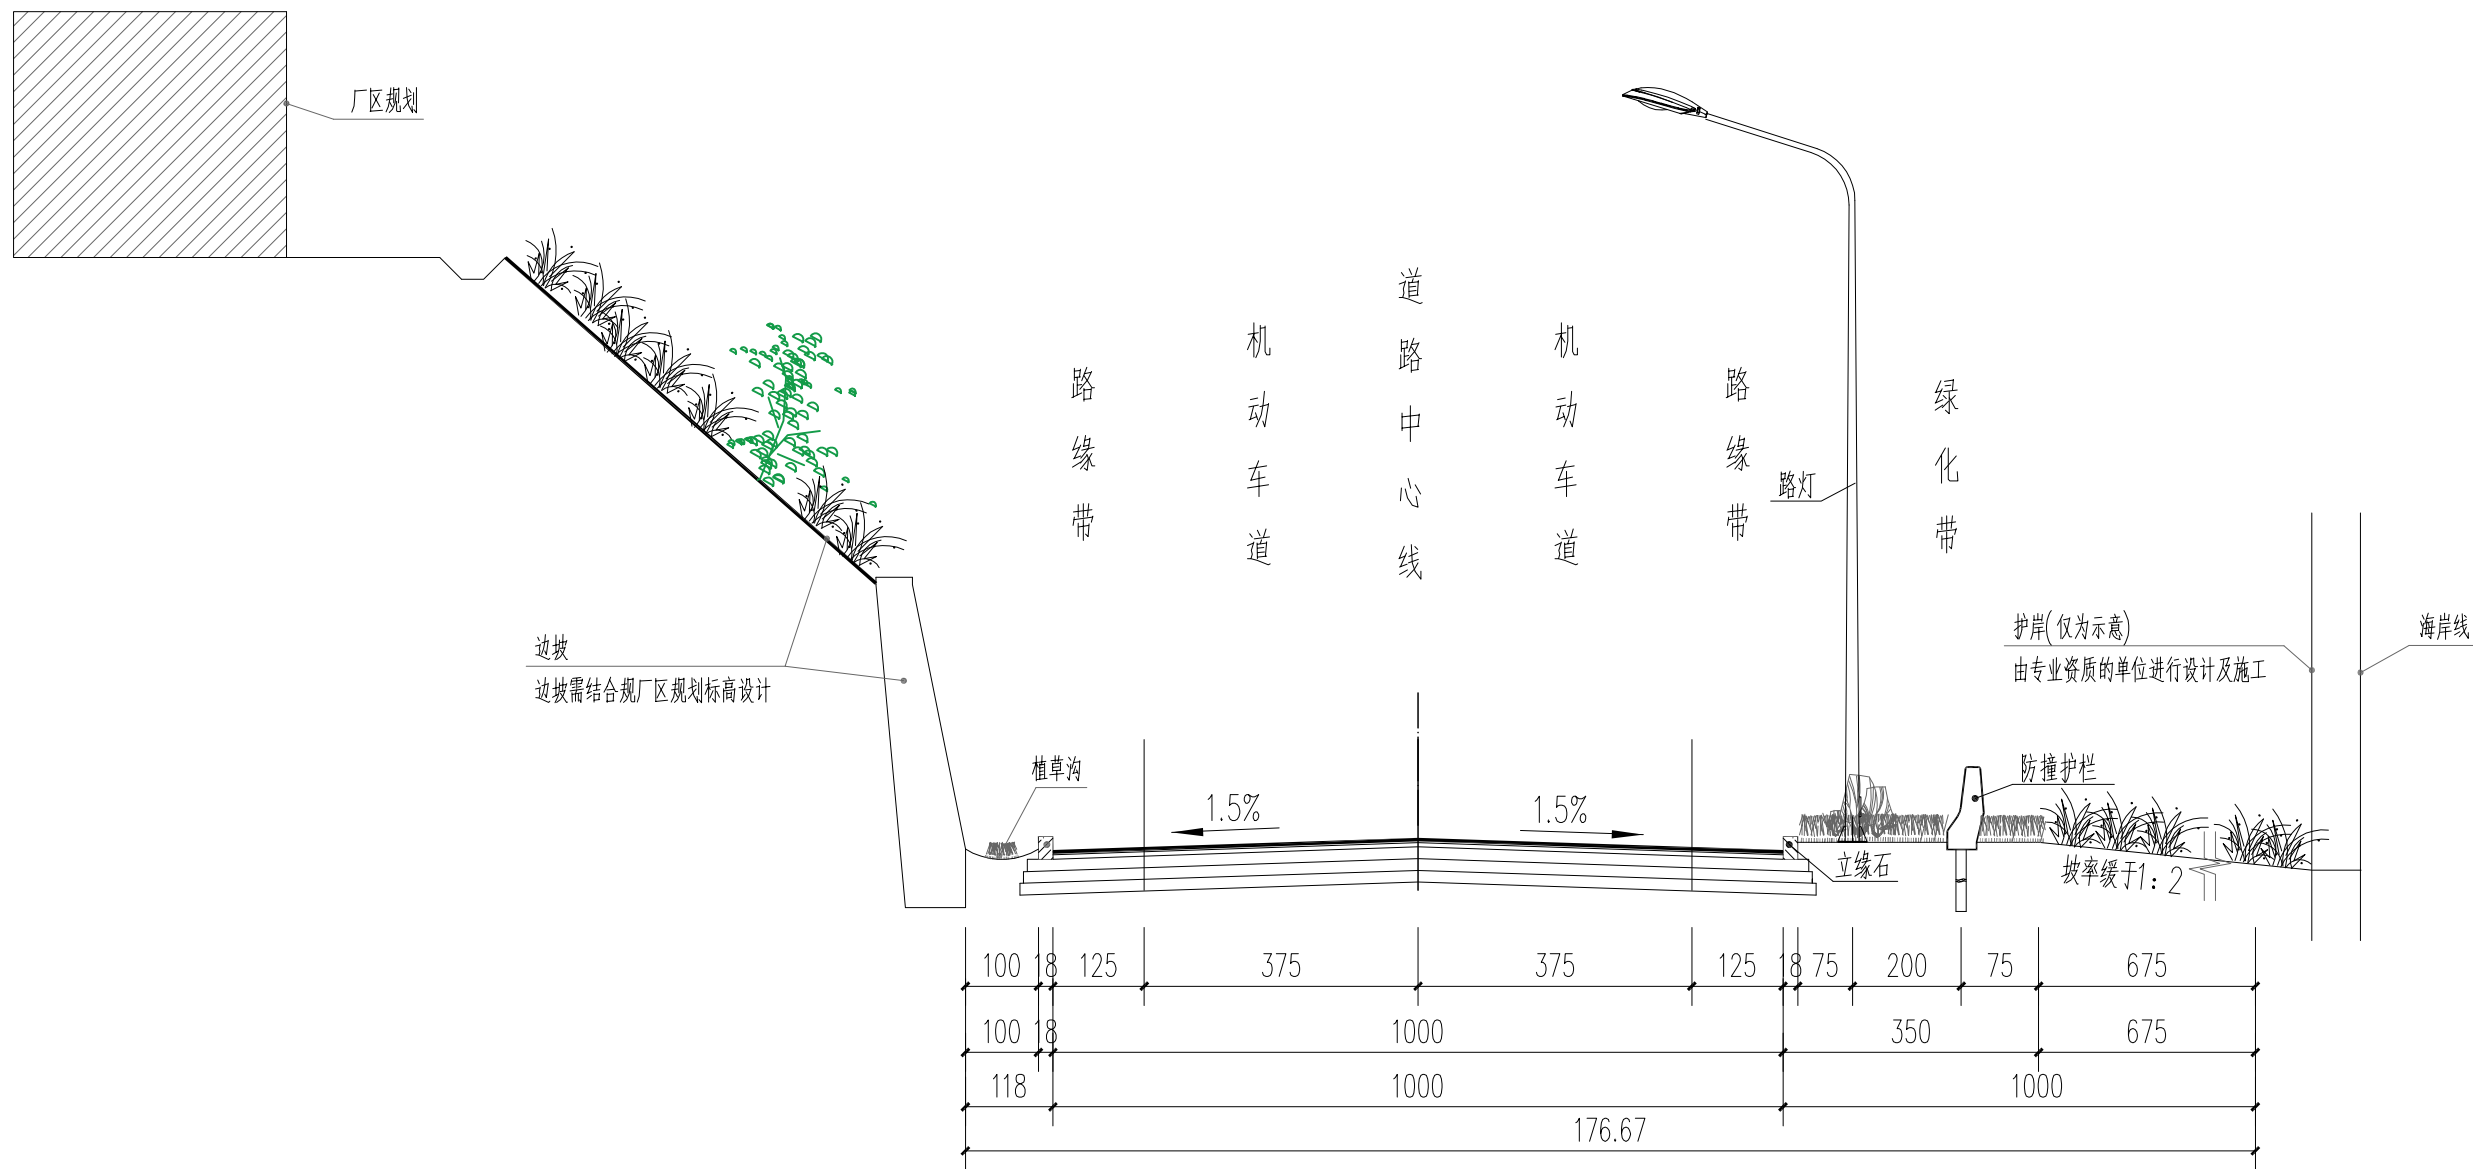 厂区规划
道路中心线
机动车道
机动车道
路缘带
路缘带
绿化带
路灯
护岸(仅为示意)
由专业资质的单位进行设计及施工
海岸线
边坡
边坡需结合规厂区规划标高设计
植草沟
防撞护栏
1.5%
1.5%
立缘石
坡率缓于1:2
100 18 125 375 375 125 18 75 200 75 675
100 18 1000 350 675
118 1000 1000
176.67